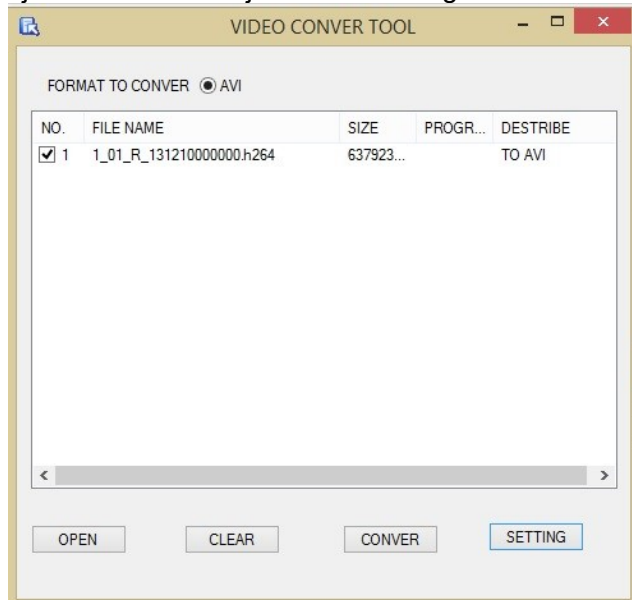 VIDEO CONVER TOOL
FORMAT TO CONVER AVI
NO. FILE NAME SIZE PROGR... DESTRIBE
1 1_01_R_131210000000.h264 637923... TO AVI
OPEN CLEAR CONVER SETTING